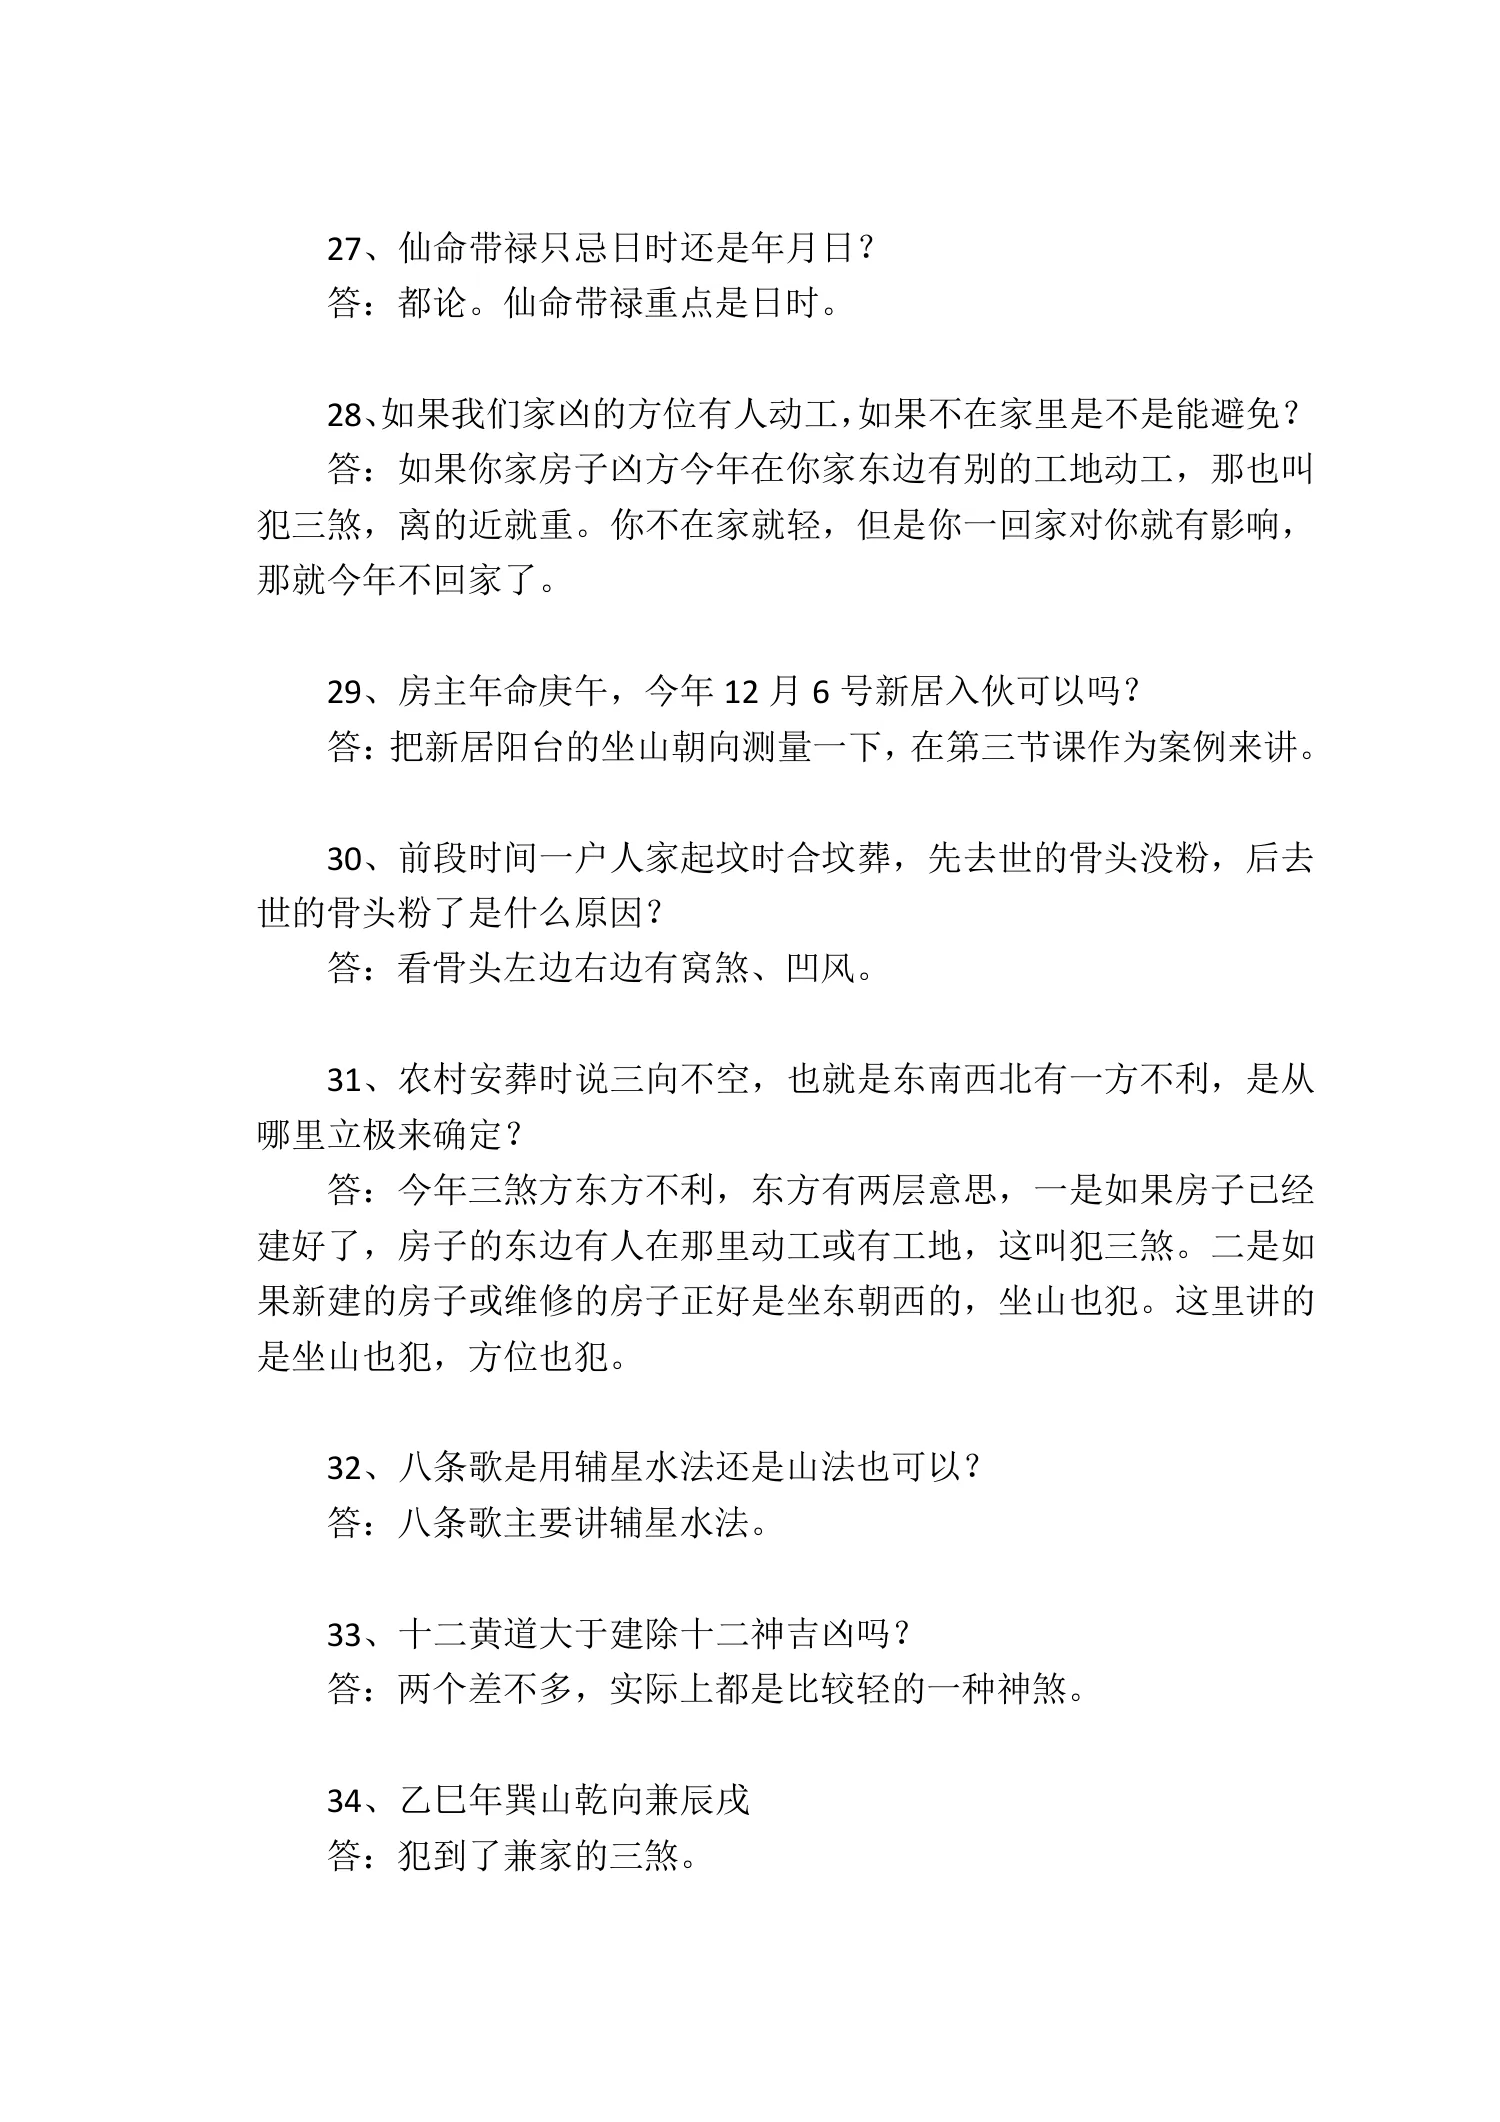 27、仙命带禄只忌日时还是年月日？
答：都论。仙命带禄重点是日时。
28、如果我们家凶的方位有人动工，如果不在家里是不是能避免？
答：如果你家房子凶方今年在你家东边有别的工地动工，那也叫
犯三煞，离的近就重。你不在家就轻，但是你一回家对你就有影响，
那就今年不回家了。
29、房主年命庚午，今年 12 月 6 号新居入伙可以吗？
答：把新居阳台的坐山朝向测量一下，在第三节课作为案例来讲。
30、前段时间一户人家起坟时合坟葬，先去世的骨头没粉，后去
世的骨头粉了是什么原因？
答：看骨头左边右边有窝煞、凹风。
31、农村安葬时说三向不空，也就是东南西北有一方不利，是从
哪里立极来确定？
答：今年三煞方东方不利，东方有两层意思，一是如果房子已经
建好了，房子的东边有人在那里动工或有工地，这叫犯三煞。二是如
果新建的房子或维修的房子正好是坐东朝西的，坐山也犯。这里讲的
是坐山也犯，方位也犯。
32、八条歌是用辅星水法还是山法也可以？
答：八条歌主要讲辅星水法。
33、十二黄道大于建除十二神吉凶吗？
答：两个差不多，实际上都是比较轻的一种神煞。
34、乙巳年巽山乾向兼辰戌
答：犯到了兼家的三煞。